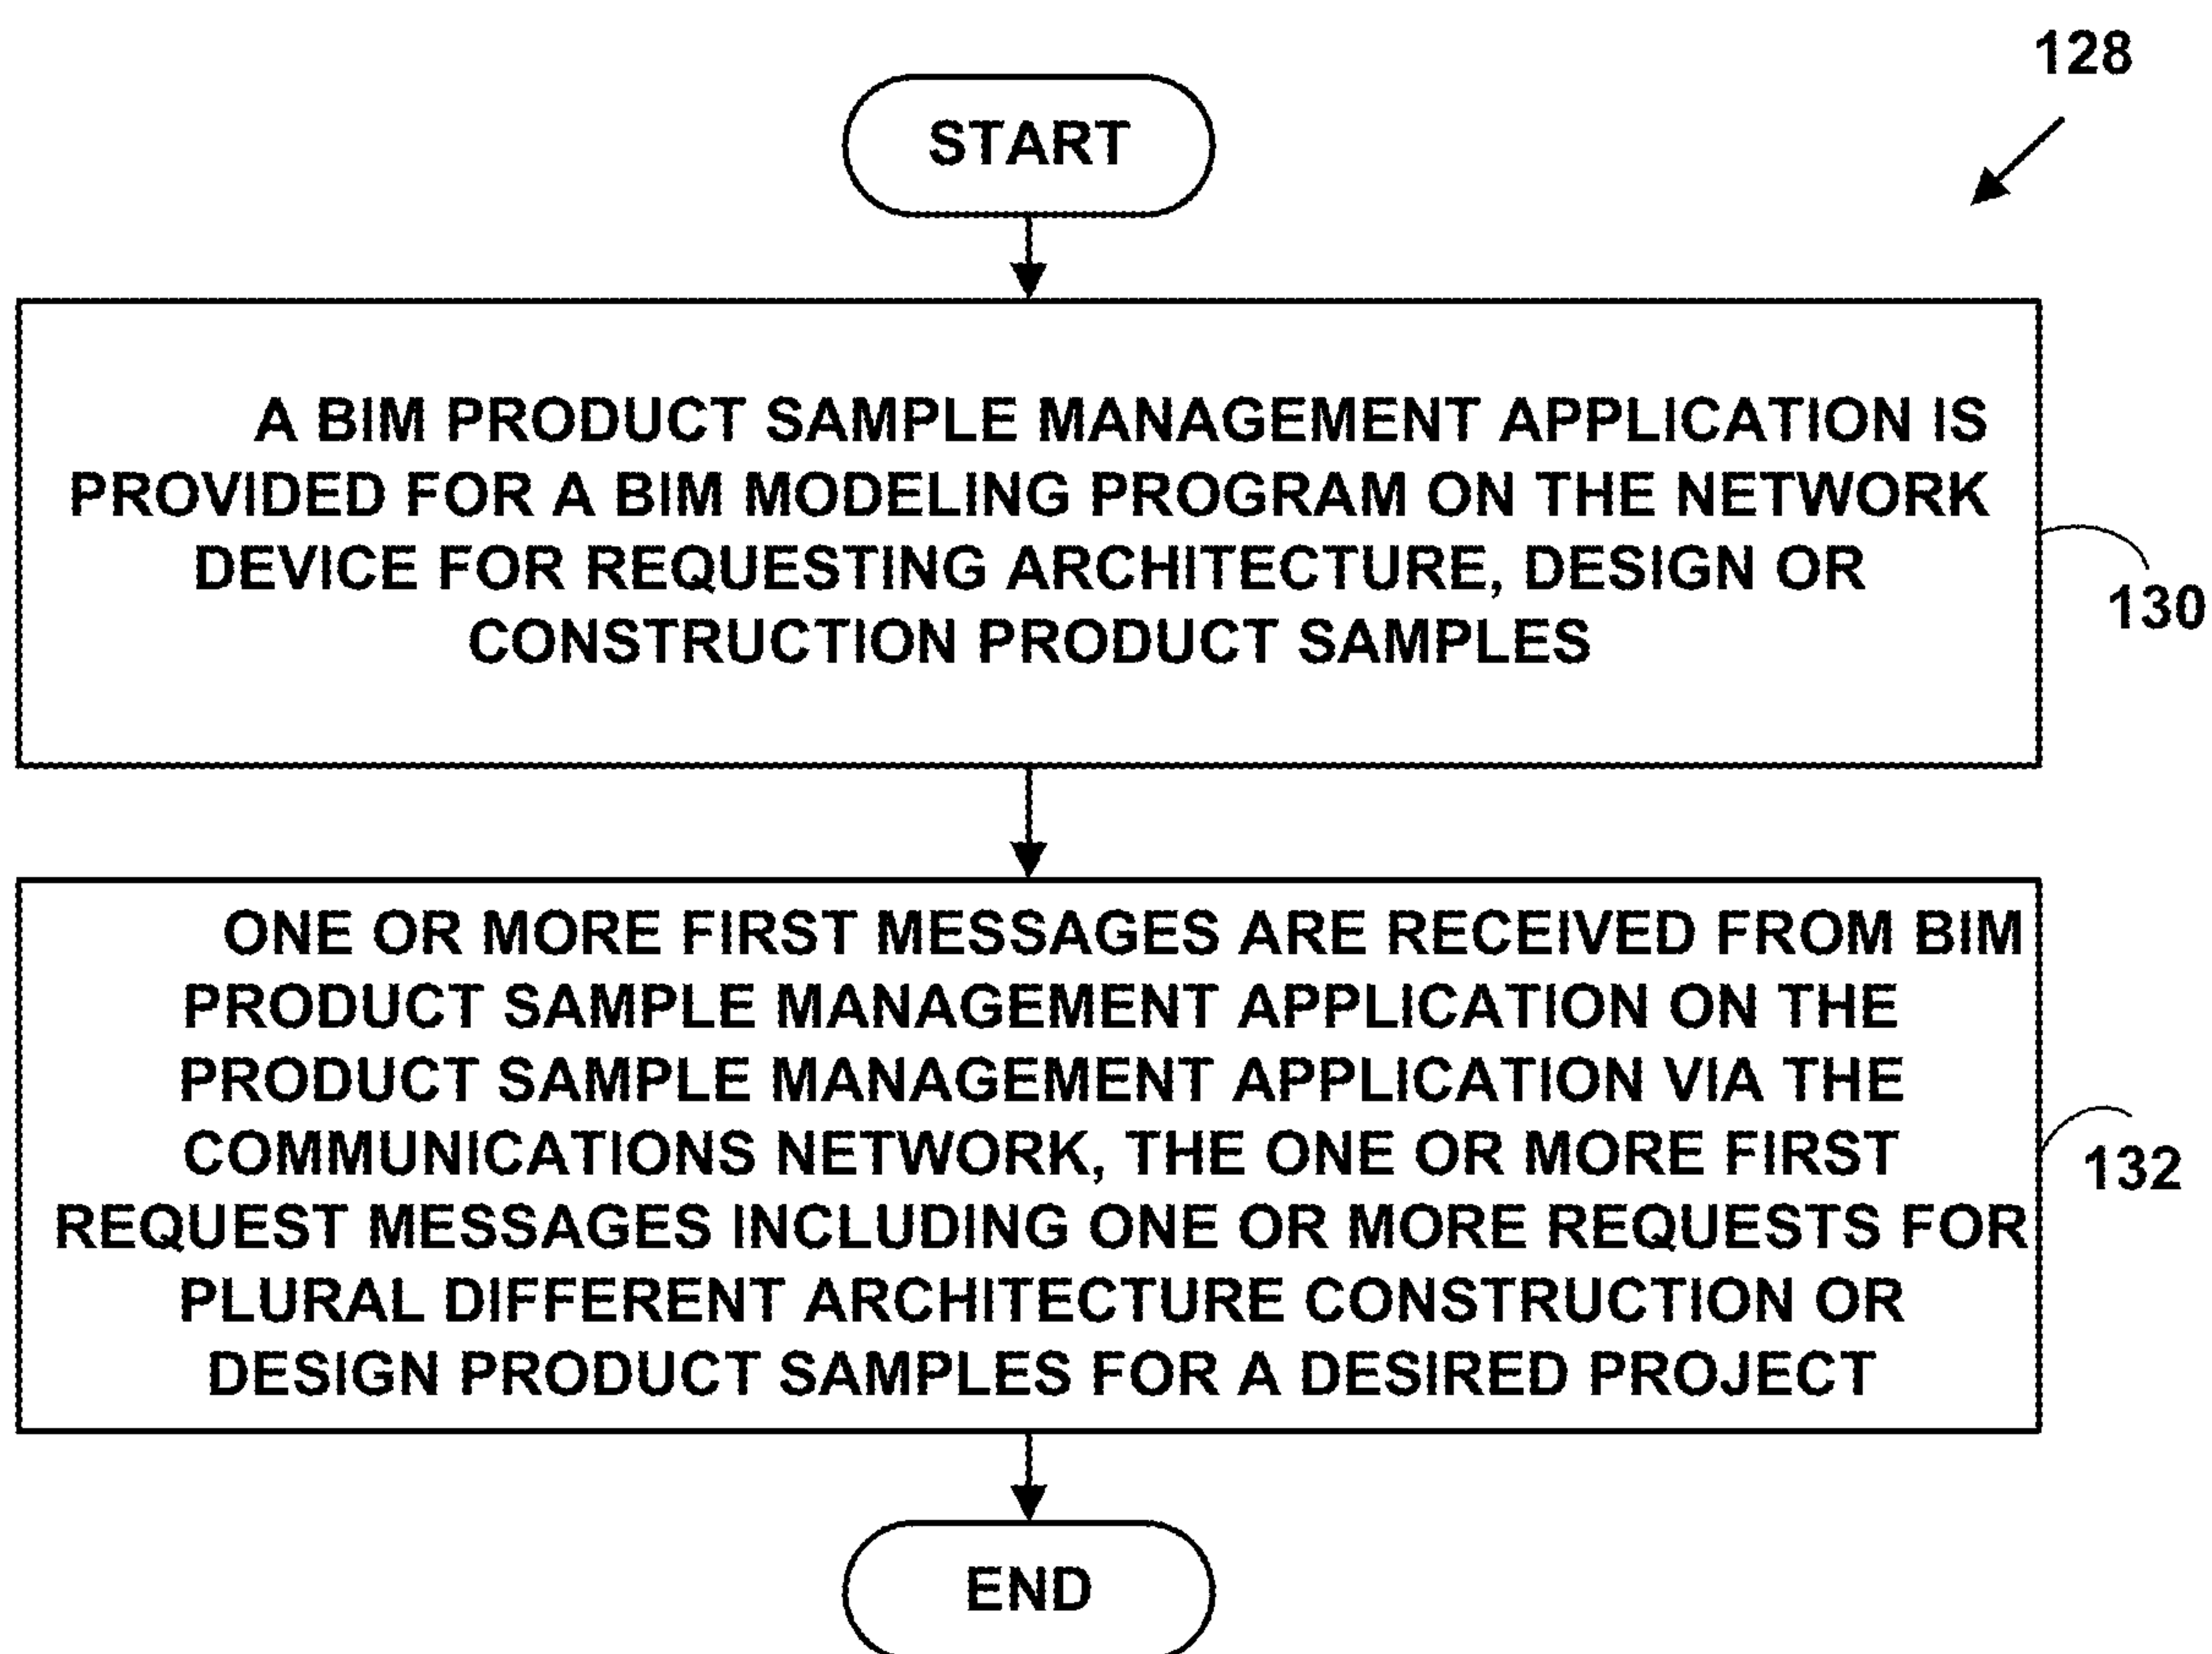 128
START
A BIM PRODUCT SAMPLE MANAGEMENT APPLICATION IS
PROVIDED FOR A BIM MODELING PROGRAM ON THE NETWORK
DEVICE FOR REQUESTING ARCHITECTURE, DESIGN OR
CONSTRUCTION PRODUCT SAMPLES
130
ONE OR MORE FIRST MESSAGES ARE RECEIVED FROM BIM
PRODUCT SAMPLE MANAGEMENT APPLICATION ON THE
PRODUCT SAMPLE MANAGEMENT APPLICATION VIA THE
COMMUNICATIONS NETWORK, THE ONE OR MORE FIRST
REQUEST MESSAGES INCLUDING ONE OR MORE REQUESTS FOR
PLURAL DIFFERENT ARCHITECTURE CONSTRUCTION OR
DESIGN PRODUCT SAMPLES FOR A DESIRED PROJECT
132
END